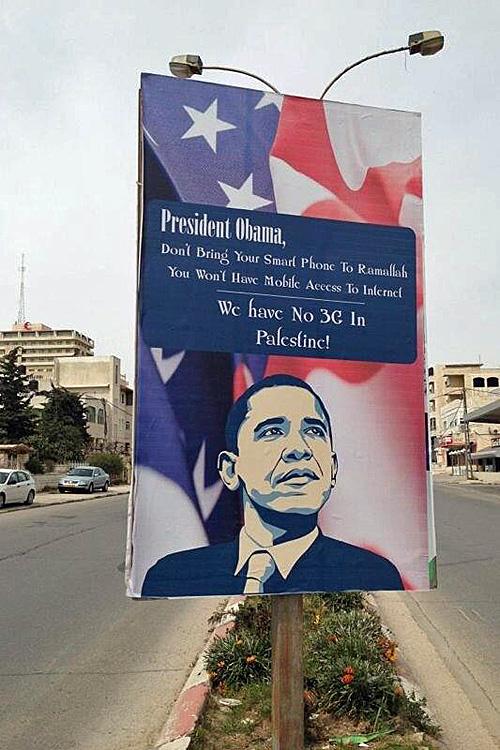 President Obama,
Don't Bring Your Smart Phone To Ramallah
You Won't Have Mobile Access To Internet
We have No 3G In
Palestine!